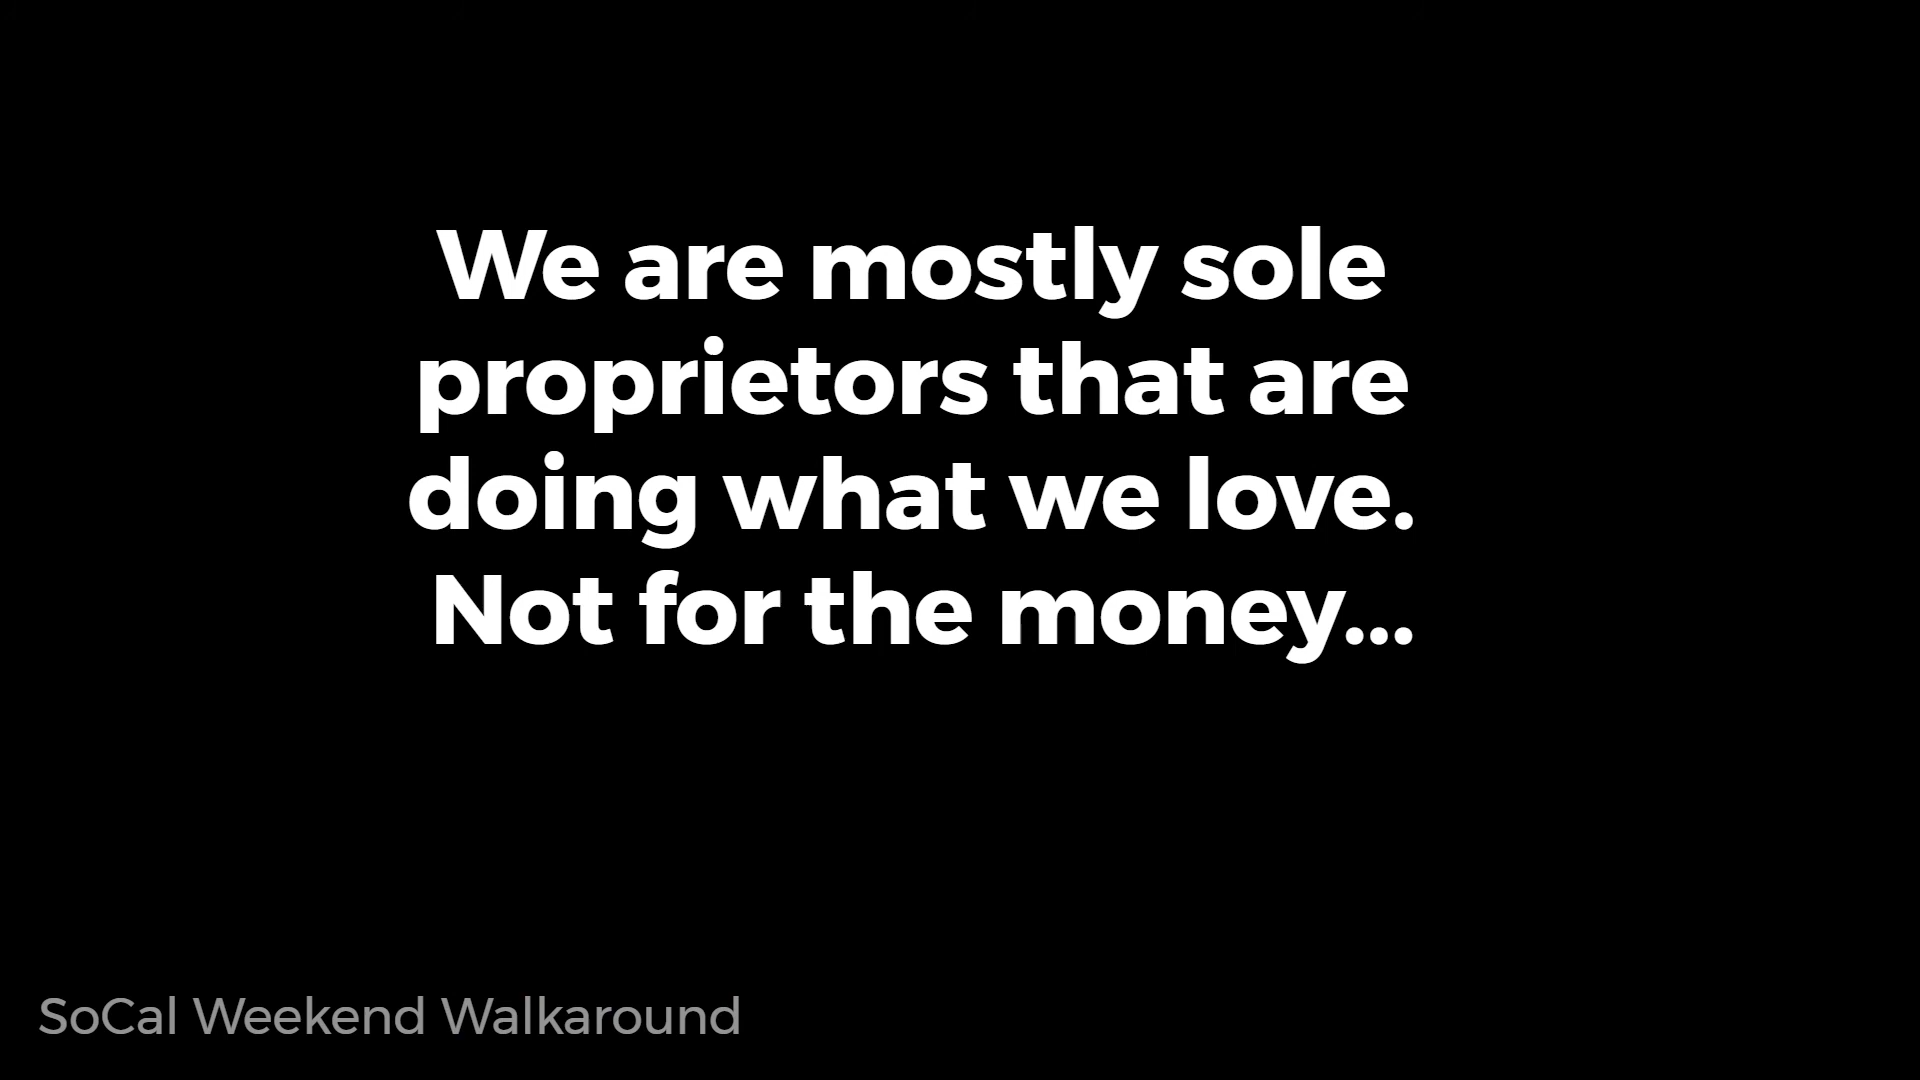 We are mostly sole
proprietors that are
doing what we love.
Not for the money...
SoCal Weekend Walkaround